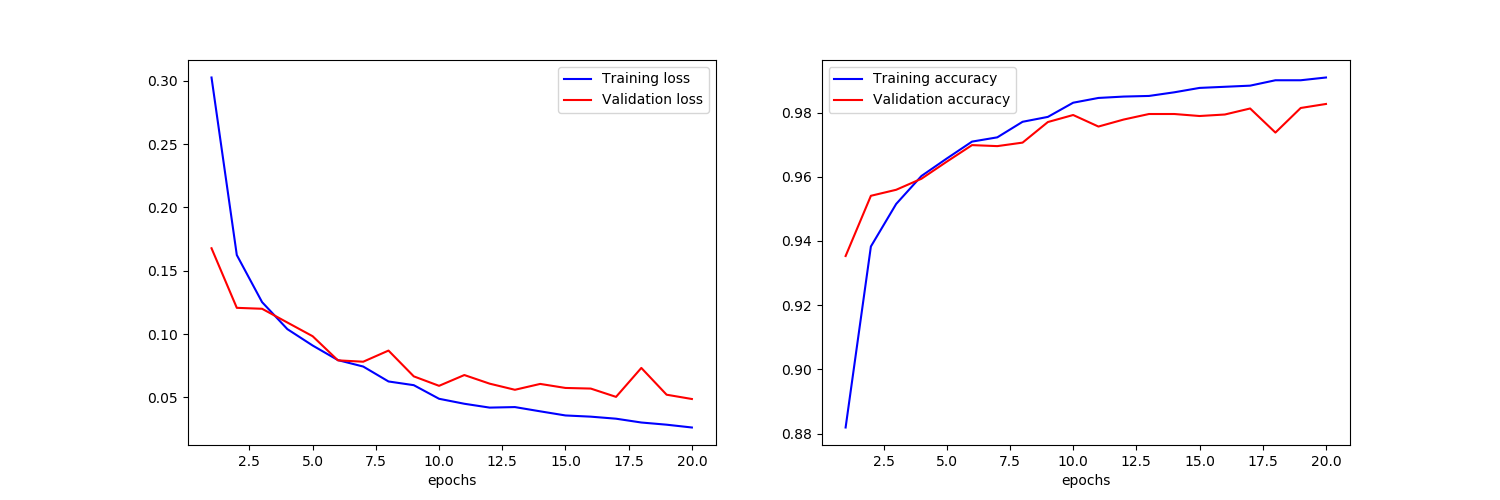 Training loss
Validation loss
0.30
0.25
0.20
0.15
0.10
0.05
2.5 5.0 7.5 10.0 12.5 15.0 17.5 20.0
epochs
Training accuracy
Validation accuracy
0.98
0.96
0.94
0.92
0.90
0.88
2.5 5.0 7.5 10.0 12.5 15.0 17.5 20.0
epochs